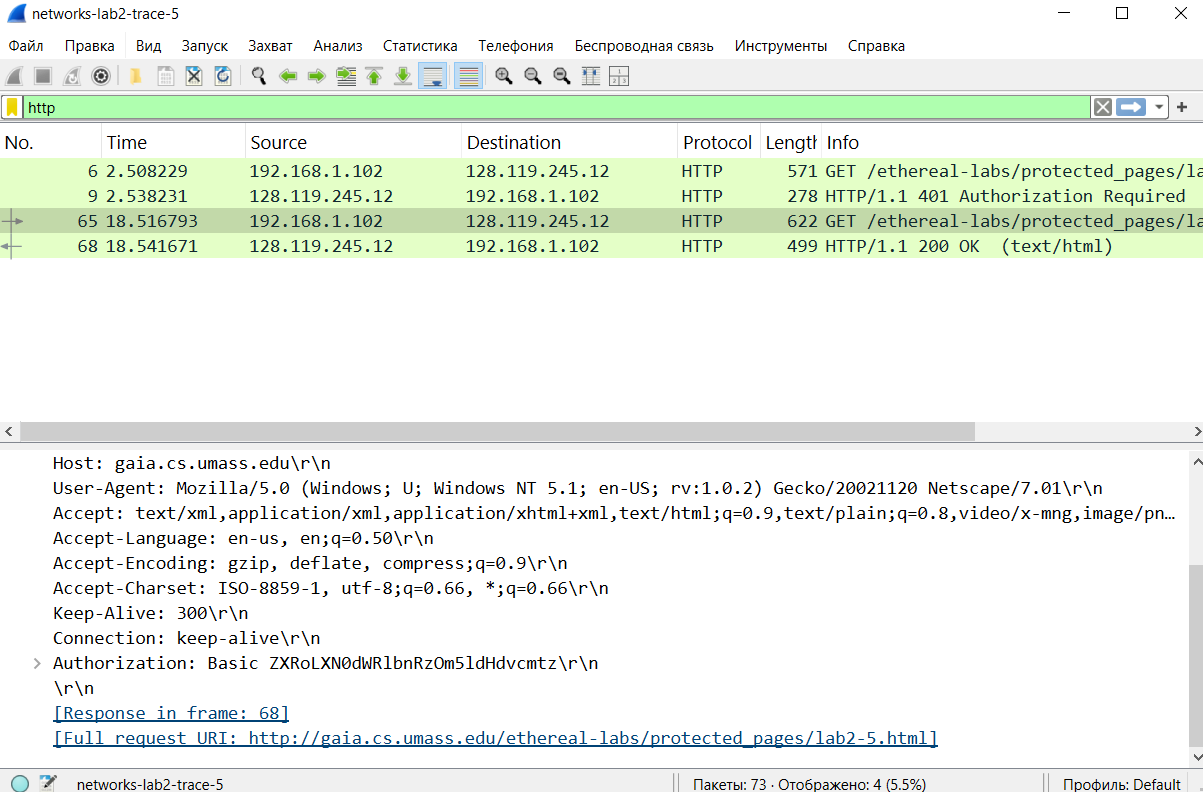 networks-lab2-trace-5
Файл Правка Вид Запуск Захват Анализ Статистика Телефония Беспроводная связь Инструменты Справка
http
No. Time Source Destination Protocol Length Info
6 2.508229 192.168.1.102 128.119.245.12 HTTP 571 GET /ethereal-labs/protected_pages/la
9 2.538231 128.119.245.12 192.168.1.102 HTTP 278 HTTP/1.1 401 Authorization Required
65 18.516793 192.168.1.102 128.119.245.12 HTTP 622 GET /ethereal-labs/protected_pages/la
68 18.541671 128.119.245.12 192.168.1.102 HTTP 499 HTTP/1.1 200 OK (text/html)
Host: gaia.cs.umass.edu\r\n
User-Agent: Mozilla/5.0 (Windows; U; Windows NT 5.1; en-US; rv:1.0.2) Gecko/20021120 Netscape/7.01\r\n
Accept: text/xml,application/xml,application/xhtml+xml,text/html;q=0.9,text/plain;q=0.8,video/x-mng,image/pn…
Accept-Language: en-us, en;q=0.50\r\n
Accept-Encoding: gzip, deflate, compress;q=0.9\r\n
Accept-Charset: ISO-8859-1, utf-8;q=0.66, *;q=0.66\r\n
Keep-Alive: 300\r\n
Connection: keep-alive\r\n
Authorization: Basic ZXRoLXN0dWRlbnRzOm5ldHdvcmtz\r\n
\r\n
[Response in frame: 68]
[Full request URI: http://gaia.cs.umass.edu/ethereal-labs/protected_pages/lab2-5.html]
networks-lab2-trace-5 Пакеты: 73 · Отображено: 4 (5.5%) Профиль: Default